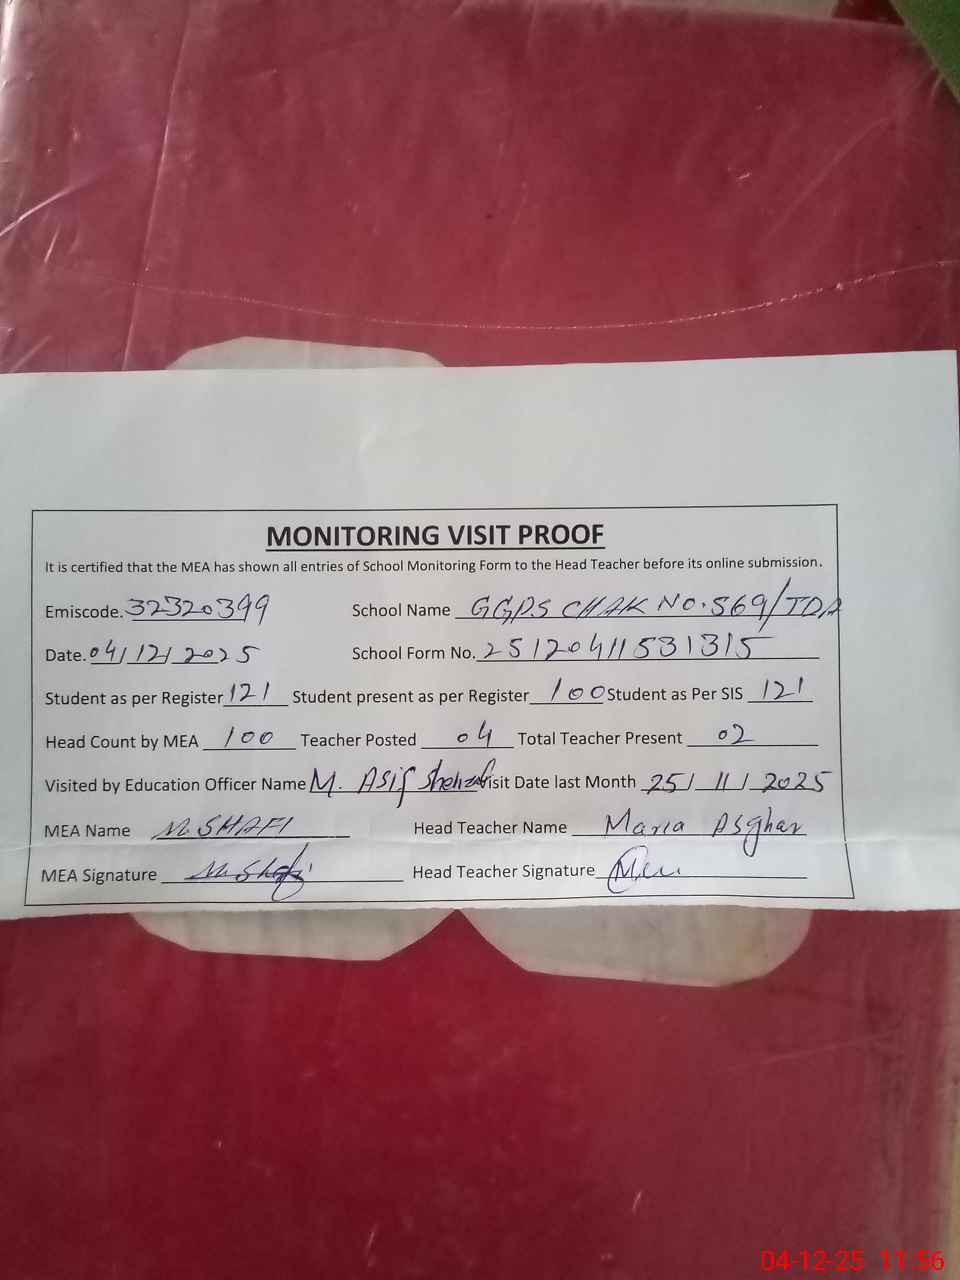 MONITORING VISIT PROOF
It is certified that the MEA has shown all entries of School Monitoring Form to the Head Teacher before its online submission.
Emiscode. 32320399 School Name GGPS CHAK No. 569/TDA
Date. 04/12/2025 School Form No. 25120411531315
Student as per Register 121 Student present as per Register 100 Student as Per SIS 121
Head Count by MEA 100 Teacher Posted 04 Total Teacher Present 02
Visited by Education Officer Name M. Asif Shehzad Visit Date last Month 25/11/2025
MEA Name M. SHAFI Head Teacher Name Maria Asghar
MEA Signature M. Shafi Head Teacher Signature
04-12-25 11:56